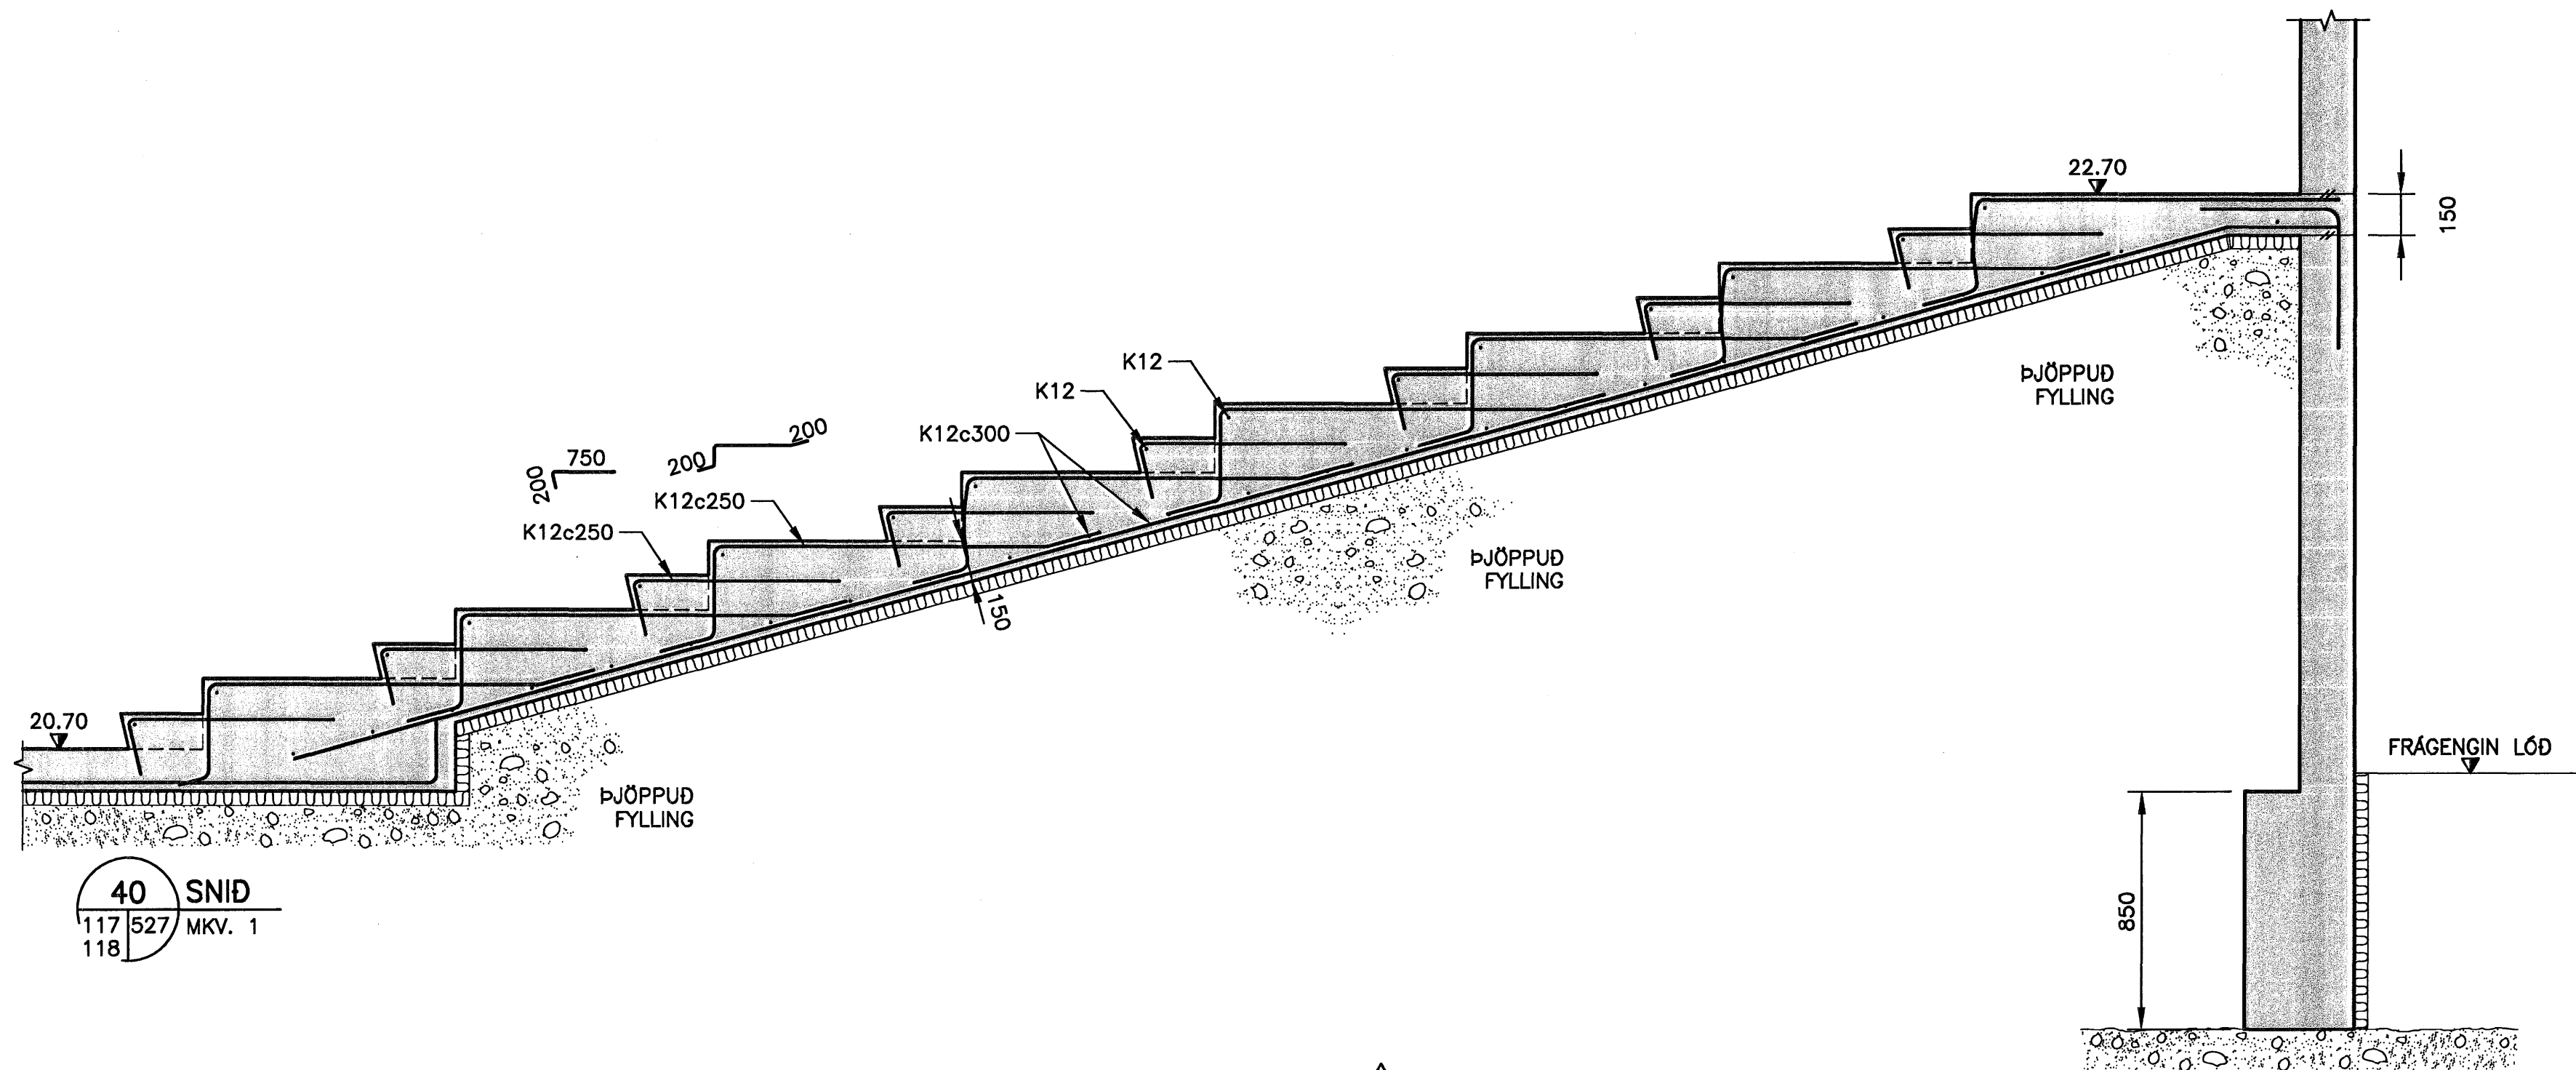 22.70
150
ÞJÖPPUÐ
FYLLING
K12
K12
K12c300
200
200
750
200
K12c250
K12c250
150
ÞJÖPPUÐ
FYLLING
20.70
ÞJÖPPUÐ
FYLLING
FRÁGENGIN LÓÐ
850
40 SNIÐ
117 527 MKV. 1
118